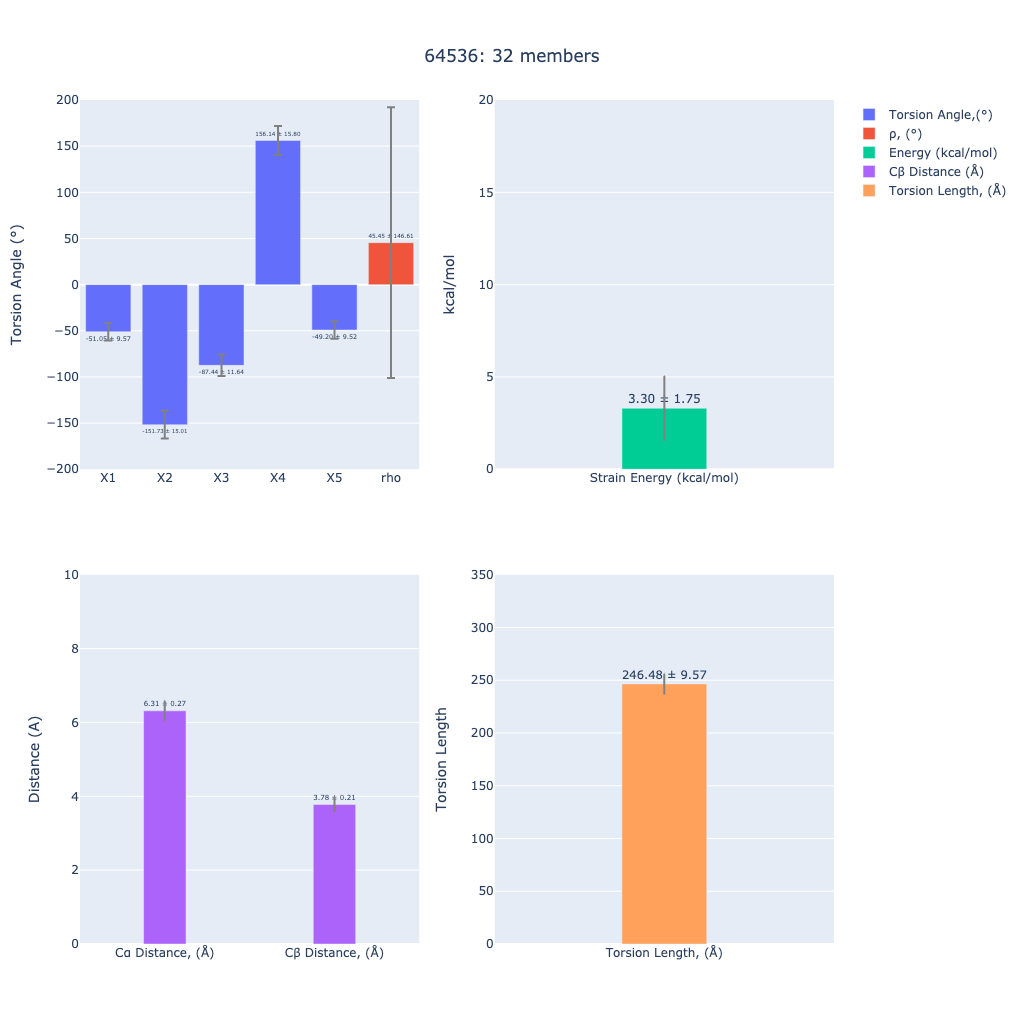 64536: 32 members
Torsion Angle (°)
200
150
100
50
0
−50
−100
−150
−200
-51.05 ± 9.57
-151.73 ± 15.01
-87.44 ± 11.64
156.14 ± 15.80
-49.20 ± 9.52
45.45 ± 146.61
X1 X2 X3 X4 X5 rho
kcal/mol
20
15
10
5
0
3.30 ± 1.75
Strain Energy (kcal/mol)
Torsion Angle,(°)
ρ, (°)
Energy (kcal/mol)
Cβ Distance (Å)
Torsion Length, (Å)
Distance (A)
10
8
6
4
2
0
6.31 ± 0.27
3.78 ± 0.21
Cα Distance, (Å) Cβ Distance, (Å)
Torsion Length
350
300
250
200
150
100
50
0
246.48 ± 9.57
Torsion Length, (Å)